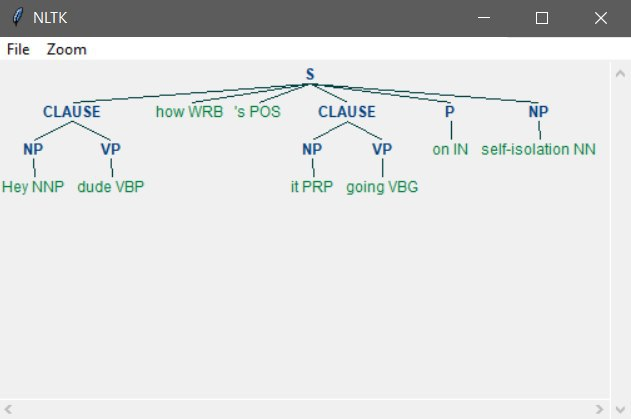 NLTK
File Zoom
S
CLAUSE how WRB 's POS CLAUSE P NP
NP VP NP VP on IN self-isolation NN
Hey NNP dude VBP it PRP going VBG